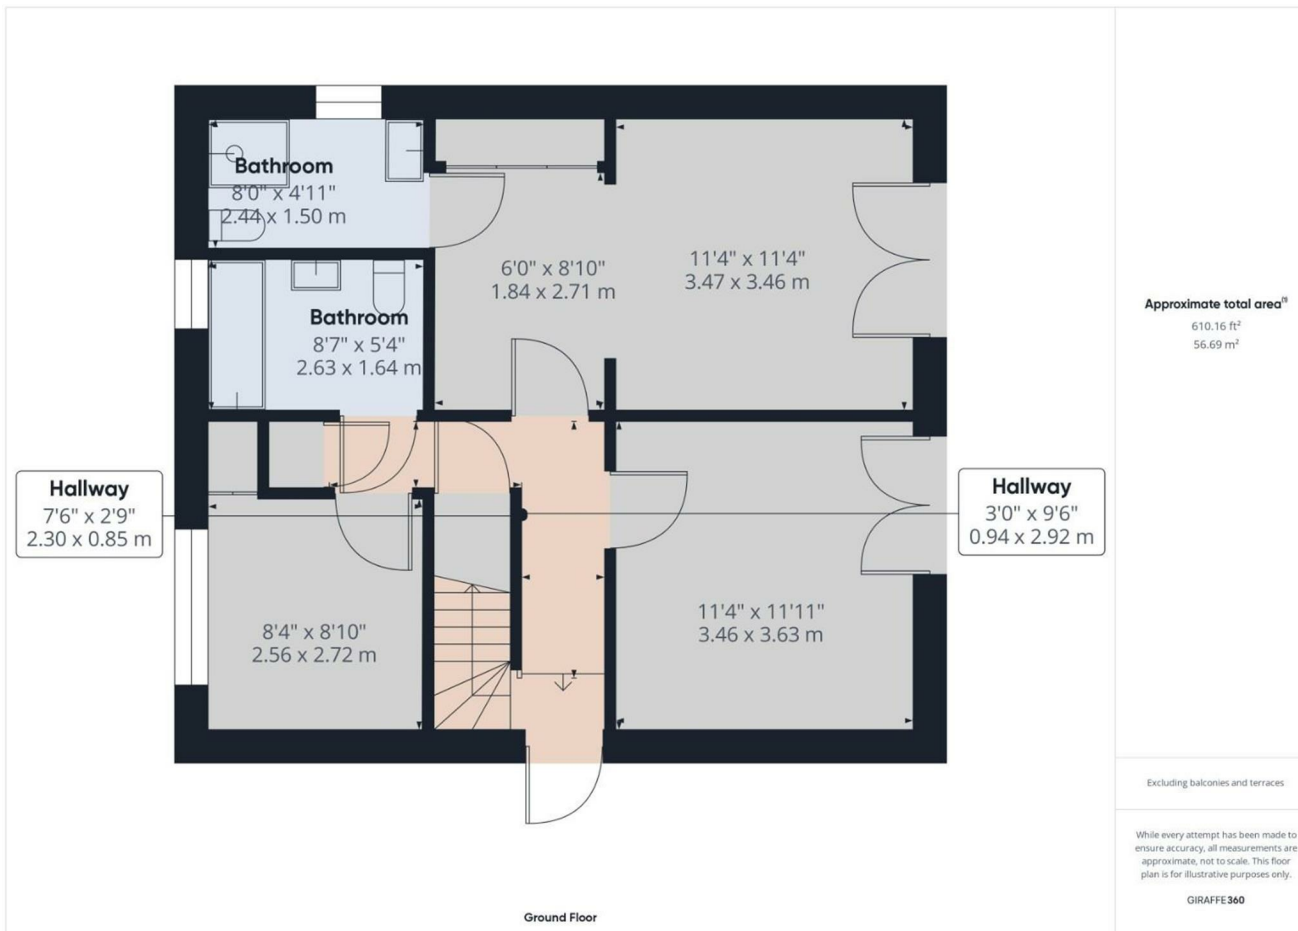 Bathroom
8'0" x 4'11"
2.44 x 1.50 m
6'0" x 8'10"
1.84 x 2.71 m
11'4" x 11'4"
3.47 x 3.46 m
Bathroom
8'7" x 5'4"
2.63 x 1.64 m
Hallway
7'6" x 2'9"
2.30 x 0.85 m
Hallway
3'0" x 9'6"
0.94 x 2.92 m
8'4" x 8'10"
2.56 x 2.72 m
11'4" x 11'11"
3.46 x 3.63 m
Ground Floor
Approximate total area⁽¹⁾
610.16 ft²
56.69 m²
Excluding balconies and terraces
While every attempt has been made to
ensure accuracy, all measurements are
approximate, not to scale. This floor
plan is for illustrative purposes only.
GIRAFFE360